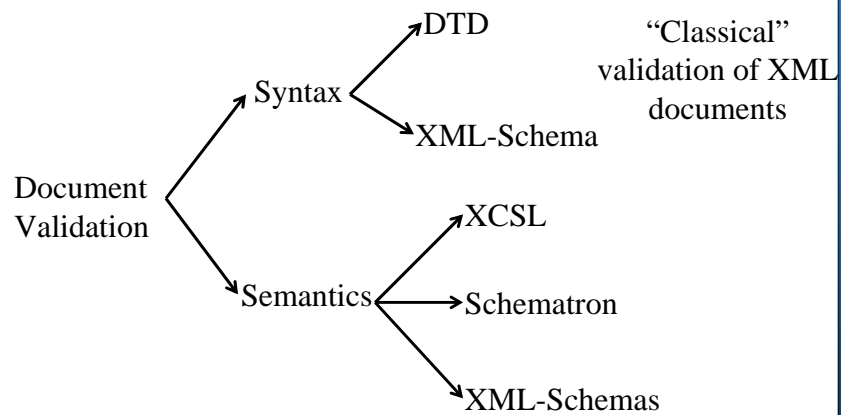 DTD
“Classical”
validation of XML
documents
Syntax
XML-Schema
Document
Validation
XCSL
Semantics
Schematron
XML-Schemas